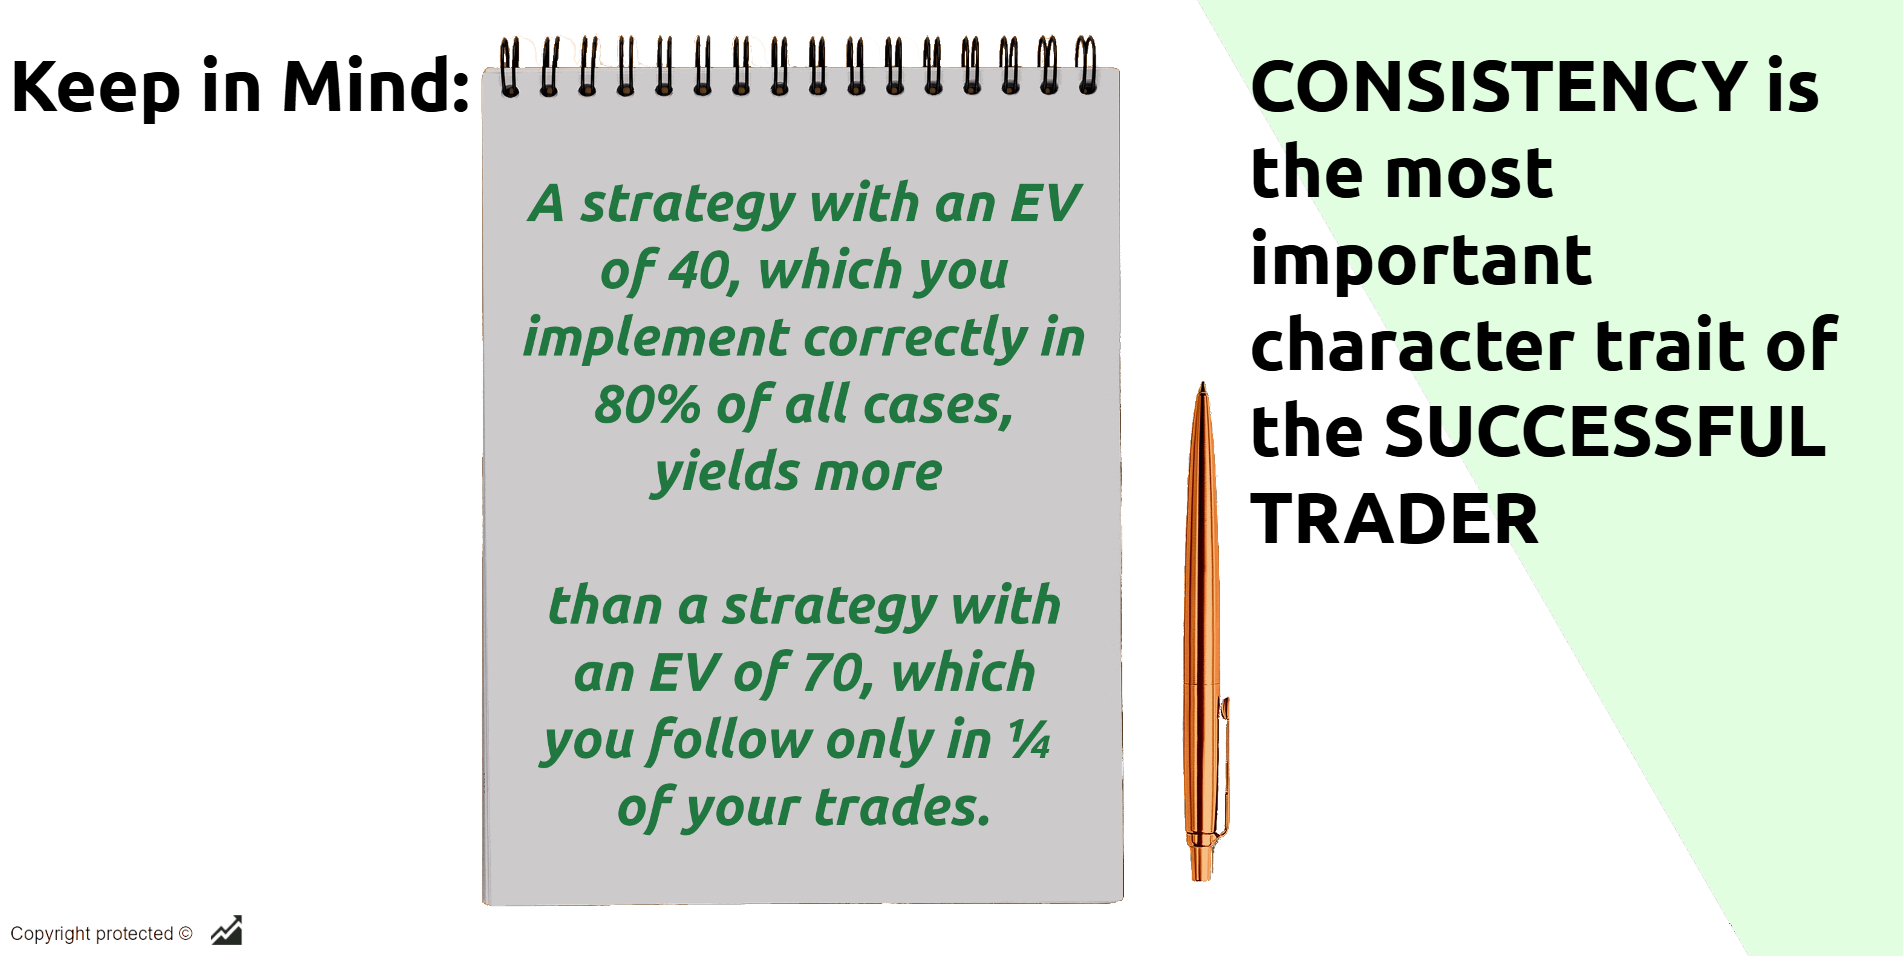 Keep in Mind:
A strategy with an EV
of 40, which you
implement correctly in
80% of all cases,
yields more
than a strategy with
an EV of 70, which
you follow only in ¼
of your trades.
CONSISTENCY is
the most
important
character trait of
the SUCCESSFUL
TRADER
Copyright protected ©